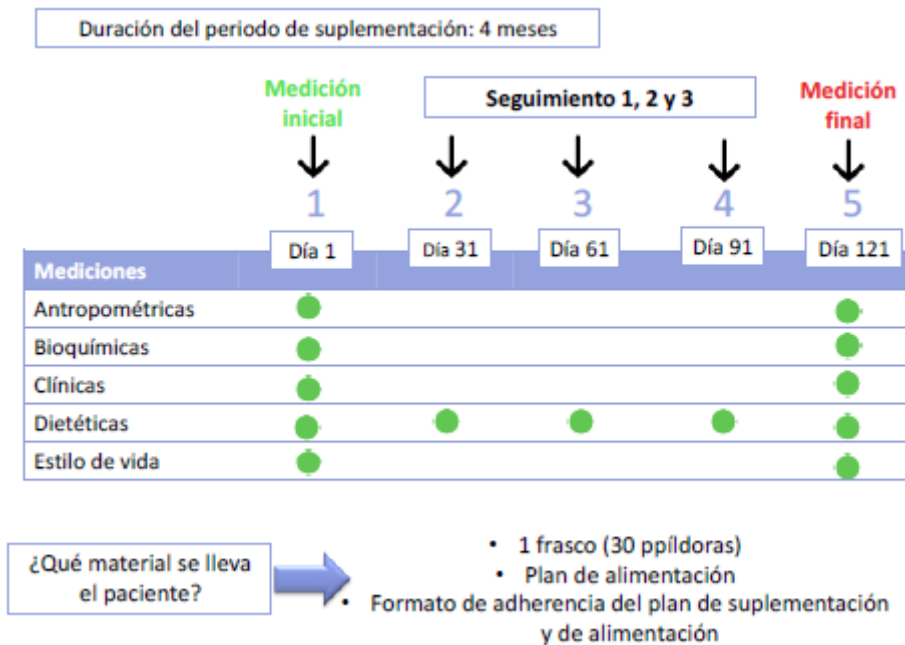 Duración del periodo de suplementación: 4 meses
Medición
inicial
Seguimiento 1, 2 y 3
Medición
final
1 2 3 4 5
Día 1 Día 31 Día 61 Día 91 Día 121
Mediciones
Antropométricas
Bioquímicas
Clínicas
Dietéticas
Estilo de vida
¿Qué material se lleva
el paciente?
• 1 frasco (30 ppíldoras)
• Plan de alimentación
• Formato de adherencia del plan de suplementación
y de alimentación